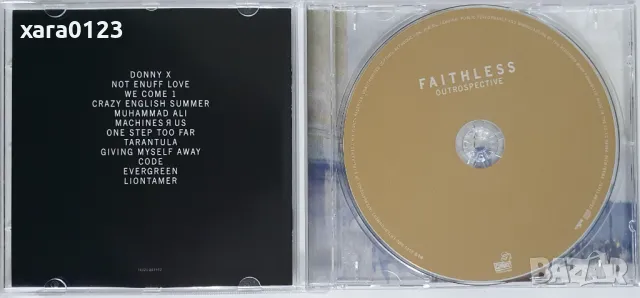 xara0123
DONNY X
NOT ENUFF LOVE
WE COME 1
CRAZY ENGLISH SUMMER
MUHAMMAD ALI
MACHINES Я US
ONE STEP TOO FAR
TARANTULA
GIVING MYSELF AWAY
CODE
EVERGREEN
LIONTAMER
FAITHLESS
OUTROSPECTIVE
BAZAR